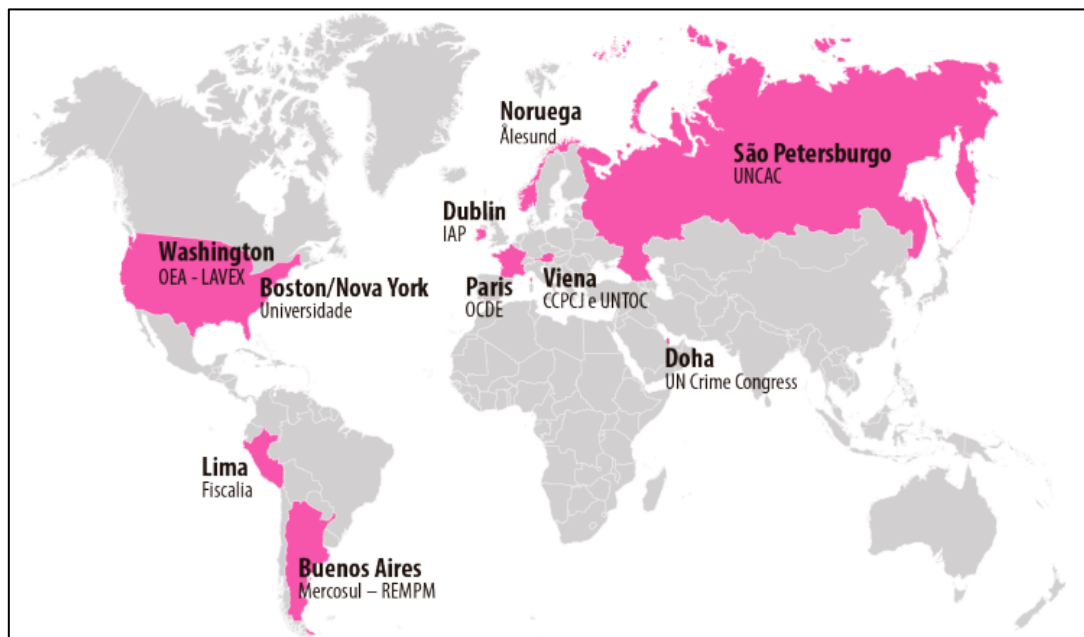 Noruega
Ålesund
São Petersburgo
UNCAC
Dublin
IAP
Washington
OEA - LAVEX
Boston/Nova York
Universidade
Paris
OCDE
Viena
CCPCJ e UNTOC
Doha
UN Crime Congress
Lima
Fiscalia
Buenos Aires
Mercosul – REMPM